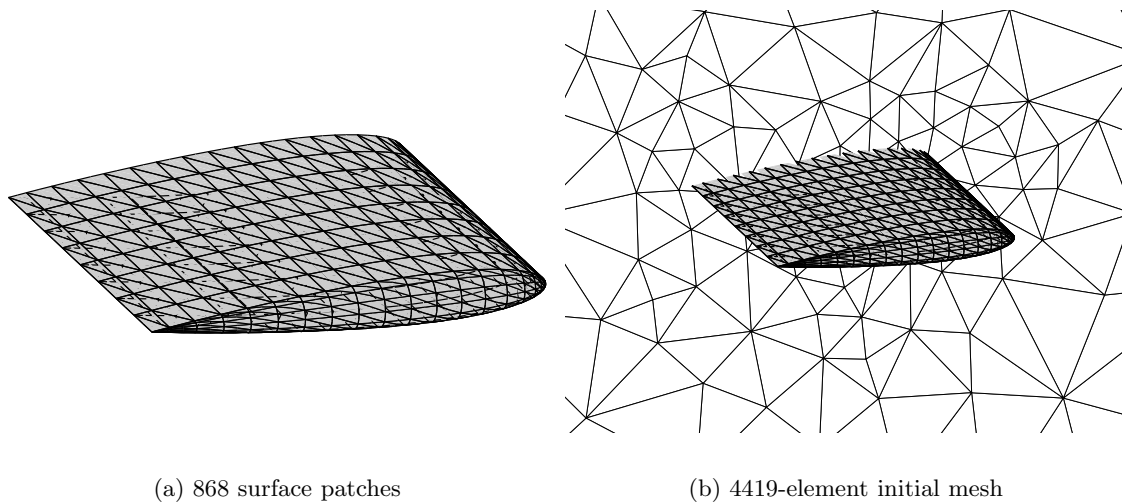 (a) 868 surface patches
(b) 4419-element initial mesh